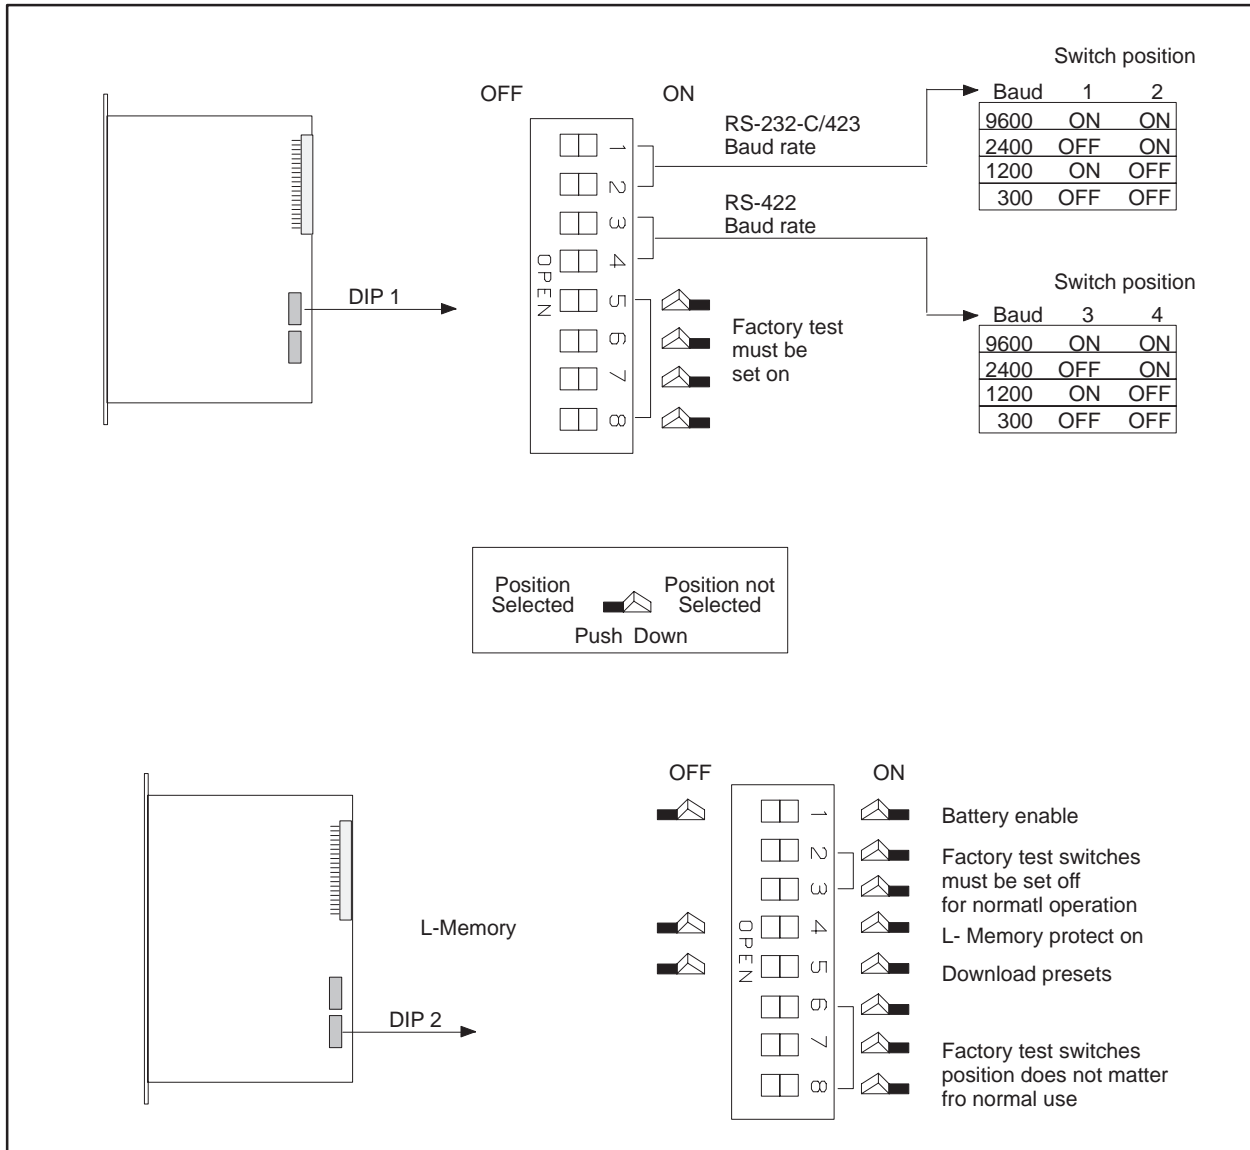 Switch position
OFF ON
Baud 1 2
9600 ON ON
2400 OFF ON
1200 ON OFF
300 OFF OFF
RS-232-C/423
Baud rate
RS-422
Baud rate
1
2
3
4
5
6
7
8
OPEN
DIP 1
Factory test
must be
set on
Switch position
Baud 3 4
9600 ON ON
2400 OFF ON
1200 ON OFF
300 OFF OFF
Position
Selected
Position not
Selected
Push Down
OFF ON
1
2
3
4
5
6
7
8
OPEN
Battery enable
Factory test switches
must be set off
for normatl operation
L-Memory
L- Memory protect on
Download presets
DIP 2
Factory test switches
position does not matter
fro normal use